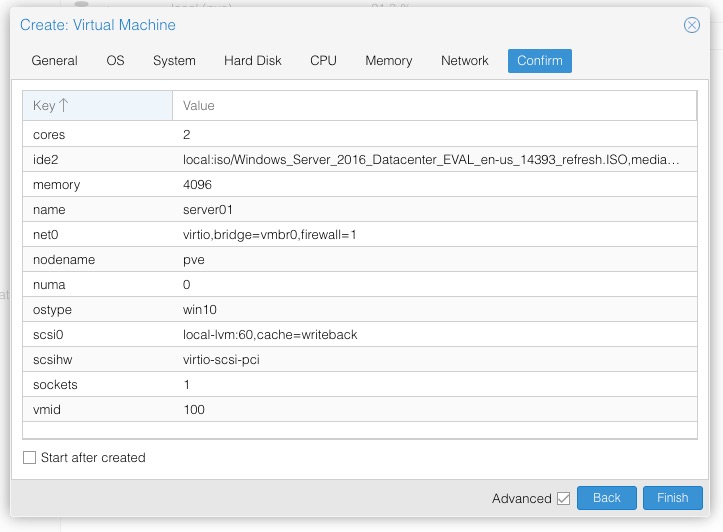 local (pve)
Create: Virtual Machine
General OS System Hard Disk CPU Memory Network Confirm
Key Value
cores 2
ide2 local:iso/Windows_Server_2016_Datacenter_EVAL_en-us_14393_refresh.ISO,media...
memory 4096
name server01
net0 virtio,bridge=vmbr0,firewall=1
nodename pve
numa 0
ostype win10
scsi0 local-lvm:60,cache=writeback
scsihw virtio-scsi-pci
sockets 1
vmid 100
Start after created
Advanced Back Finish